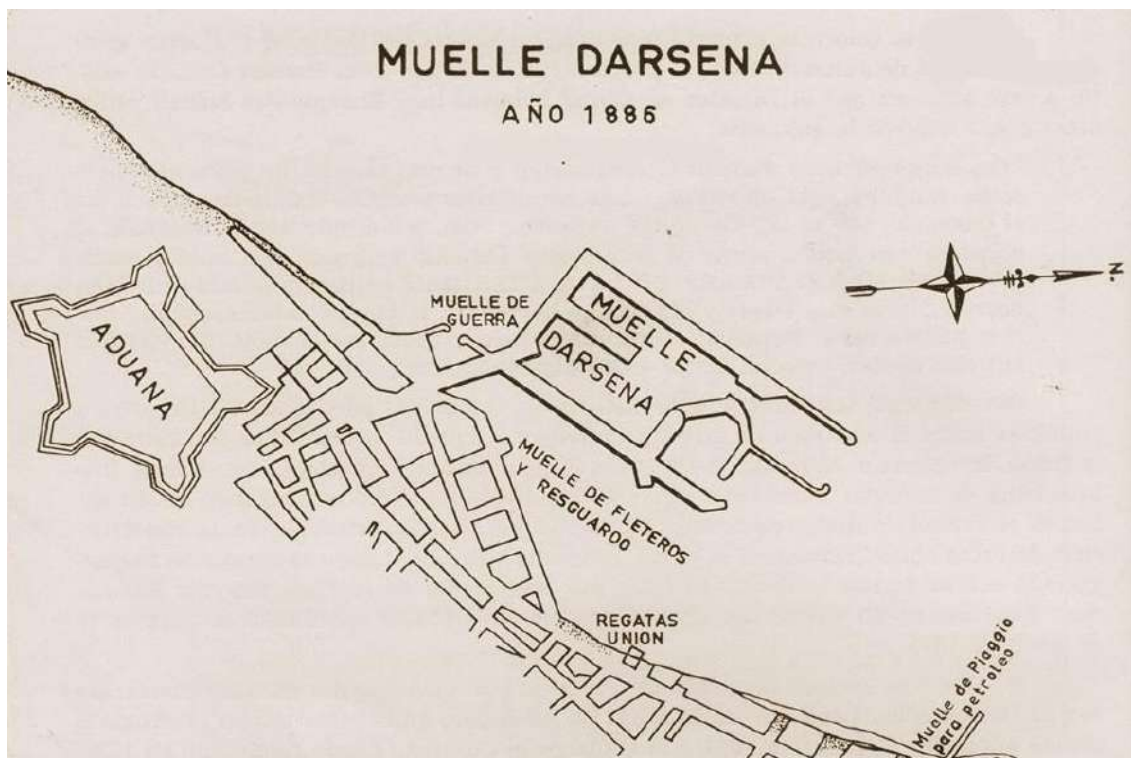 MUELLE DARSENA
AÑO 1886
N.
MUELLE DE
GUERRA
MUELLE
DARSENA
ADUANA
MUELLE DE FLETEROS
Y
RESGUARDO
REGATAS
UNION
Muelle de Piaggio
para petroleo